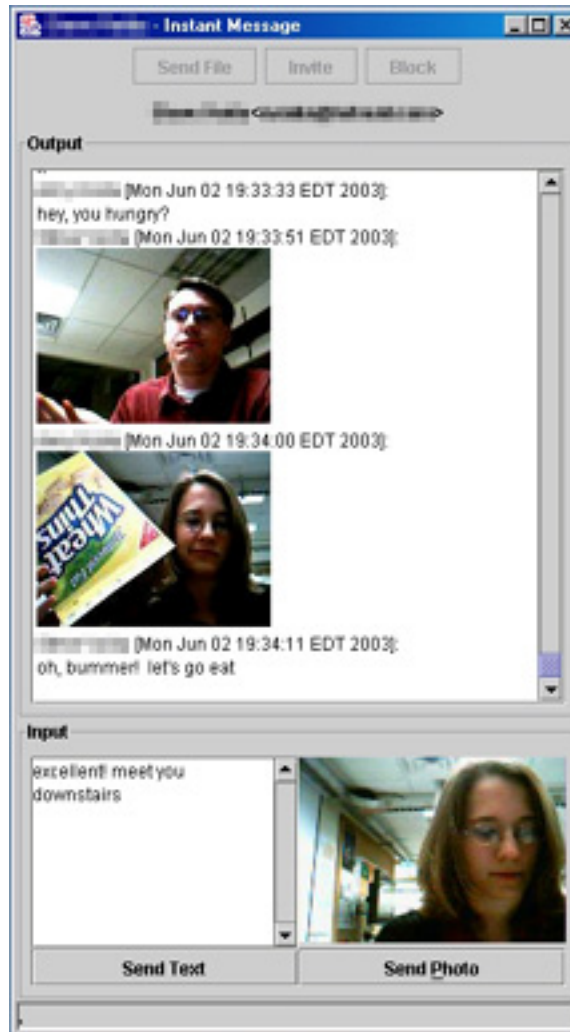 - Instant Message
Send File Invite Block
Output
[Mon Jun 02 19:33:33 EDT 2003]:
hey, you hungry?
[Mon Jun 02 19:33:51 EDT 2003]:
[Mon Jun 02 19:34:00 EDT 2003]:
Wheat
Thins
[Mon Jun 02 19:34:11 EDT 2003]:
oh, bummer! let's go eat
Input
excellent! meet you
downstairs
Send Text Send Photo